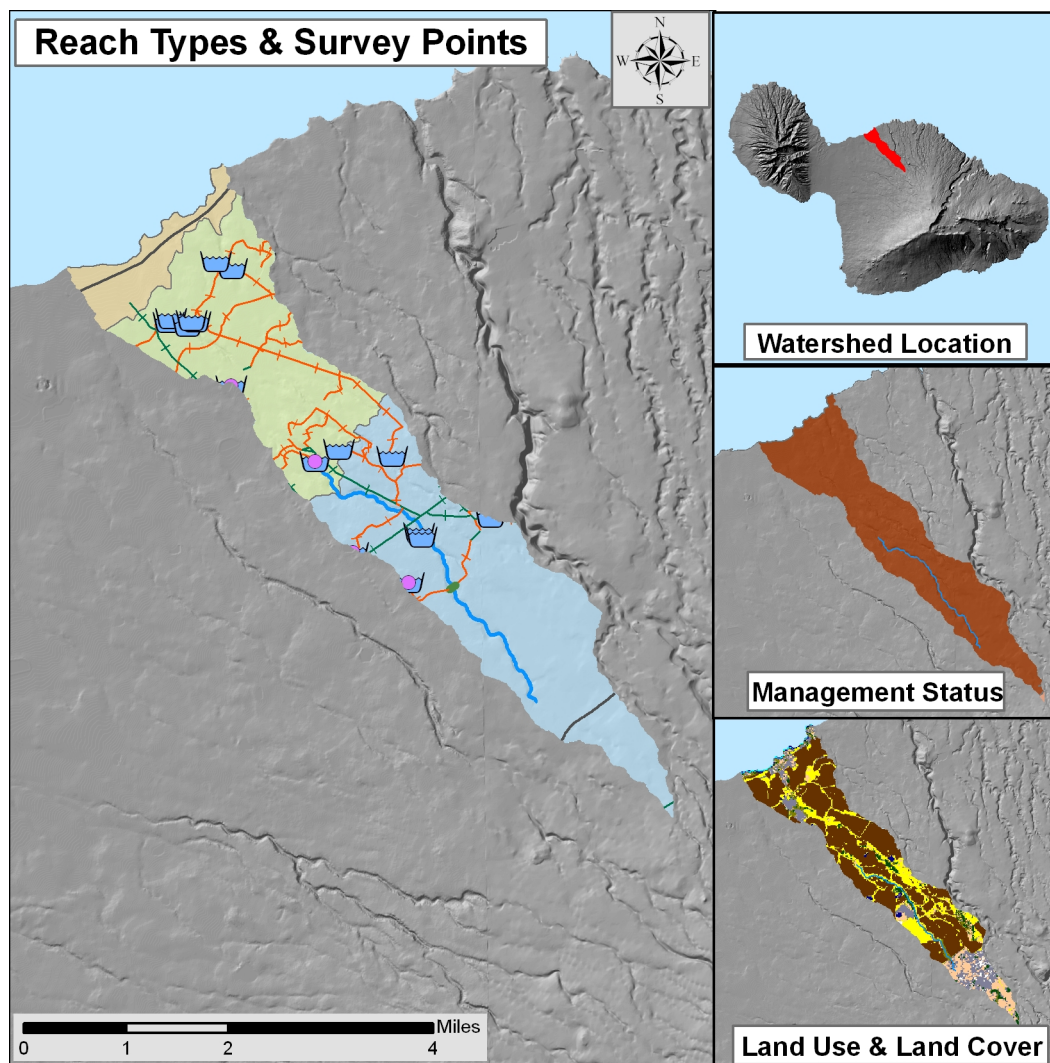 Reach Types & Survey Points
N
W E
S
Watershed Location
Management Status
Land Use & Land Cover
Miles
0 1 2 4